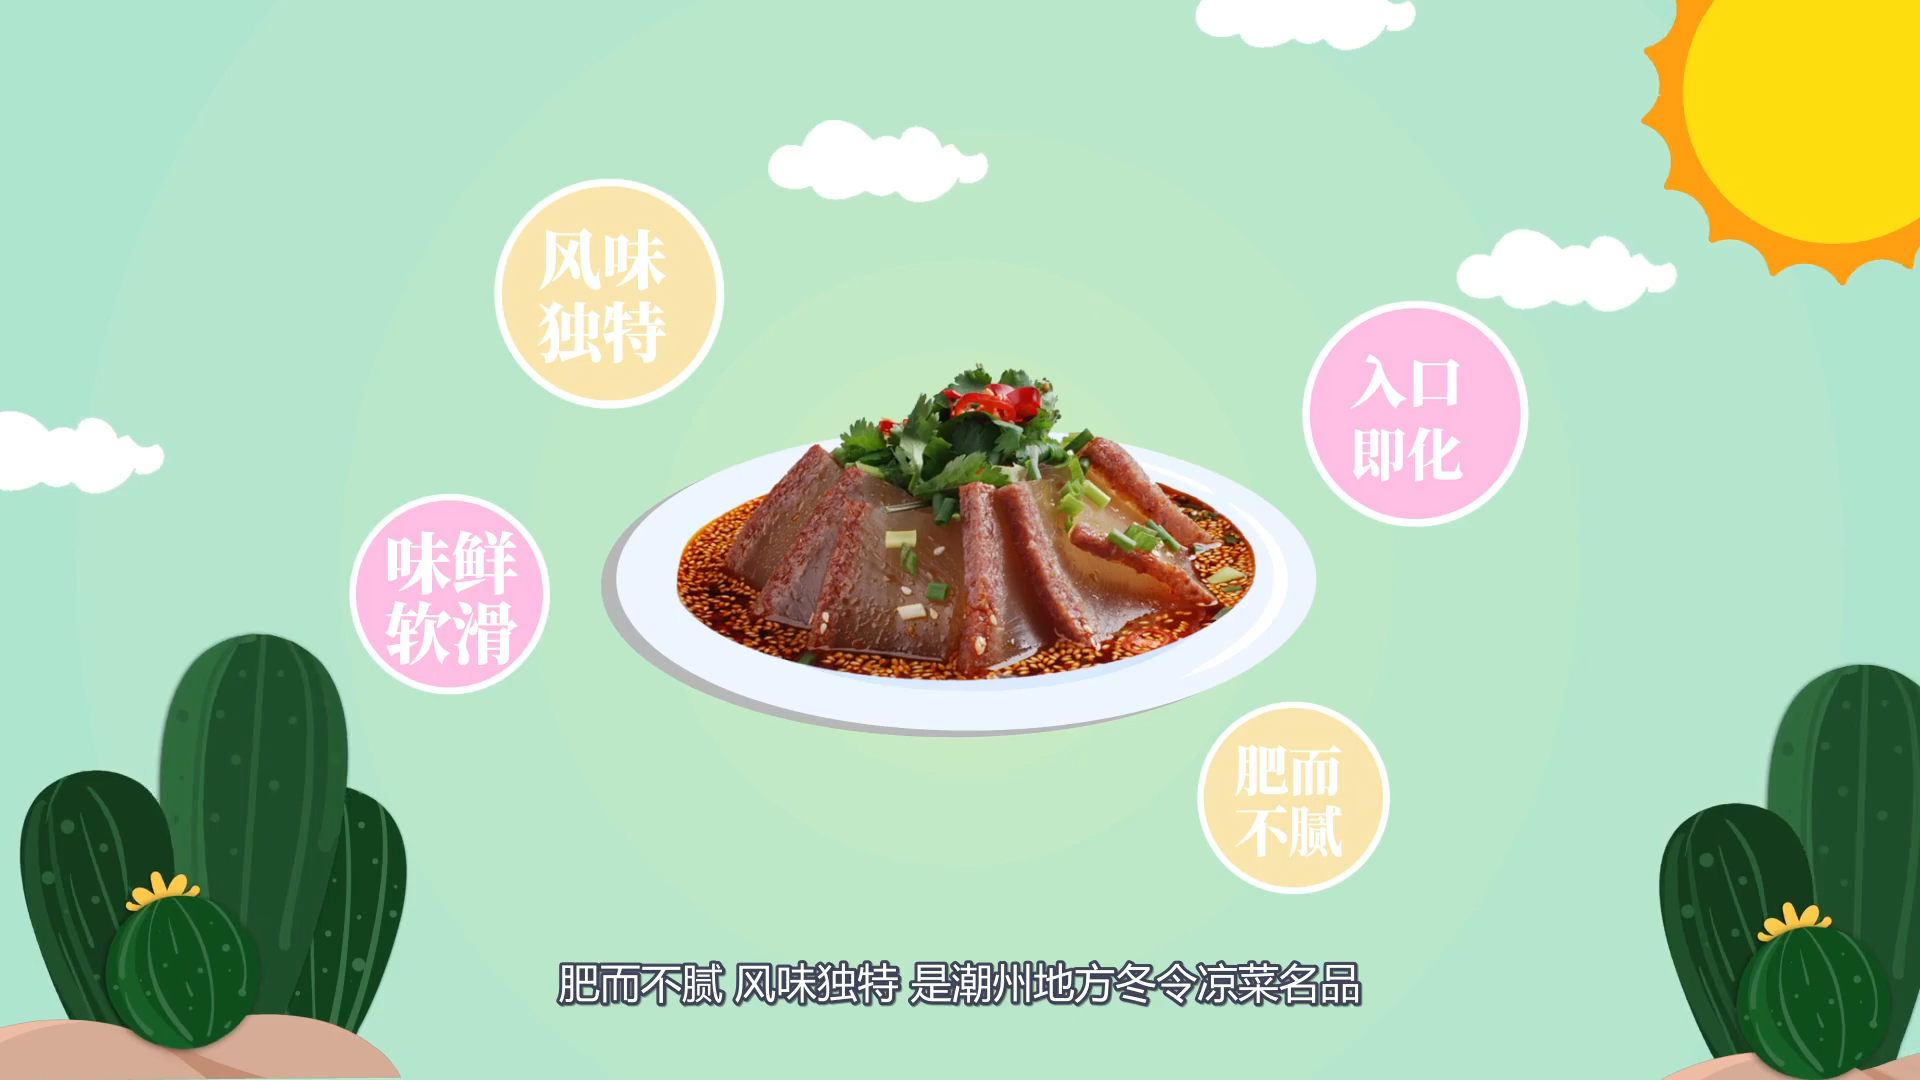 风味
独特
入口
即化
味鲜
软滑
肥而
不腻
肥而不腻 风味独特 是潮州地方冬令凉菜名品